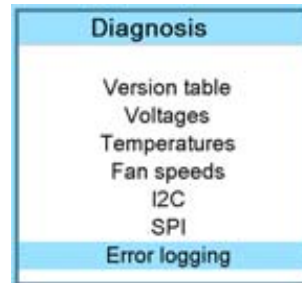 Diagnosis
Version table
Voltages
Temperatures
Fan speeds
I2C
SPI
Error logging